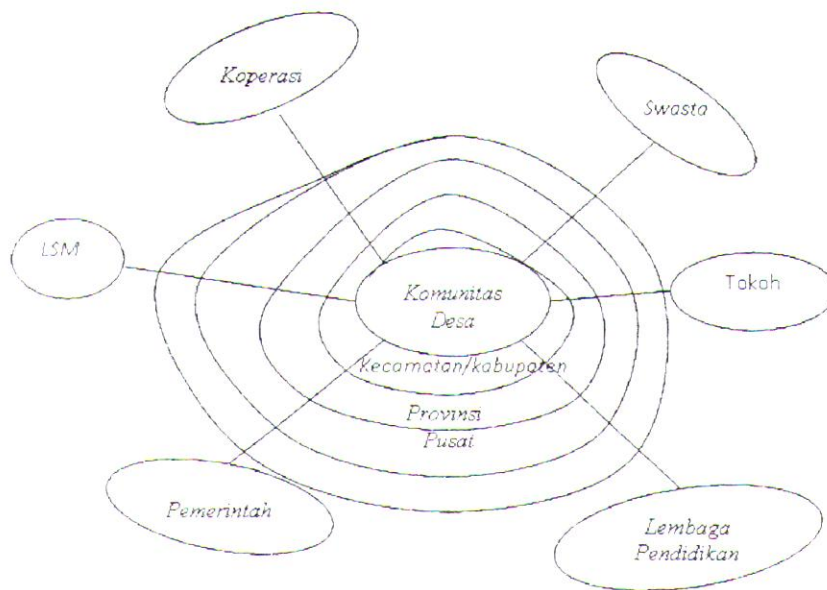 Koperasi
Swasta
LSM
Tokoh
Komunitas
Desa
Kecamatan/kabupaten
Provinsi
Pusat
Pemerintah
Lembaga
Pendidikan